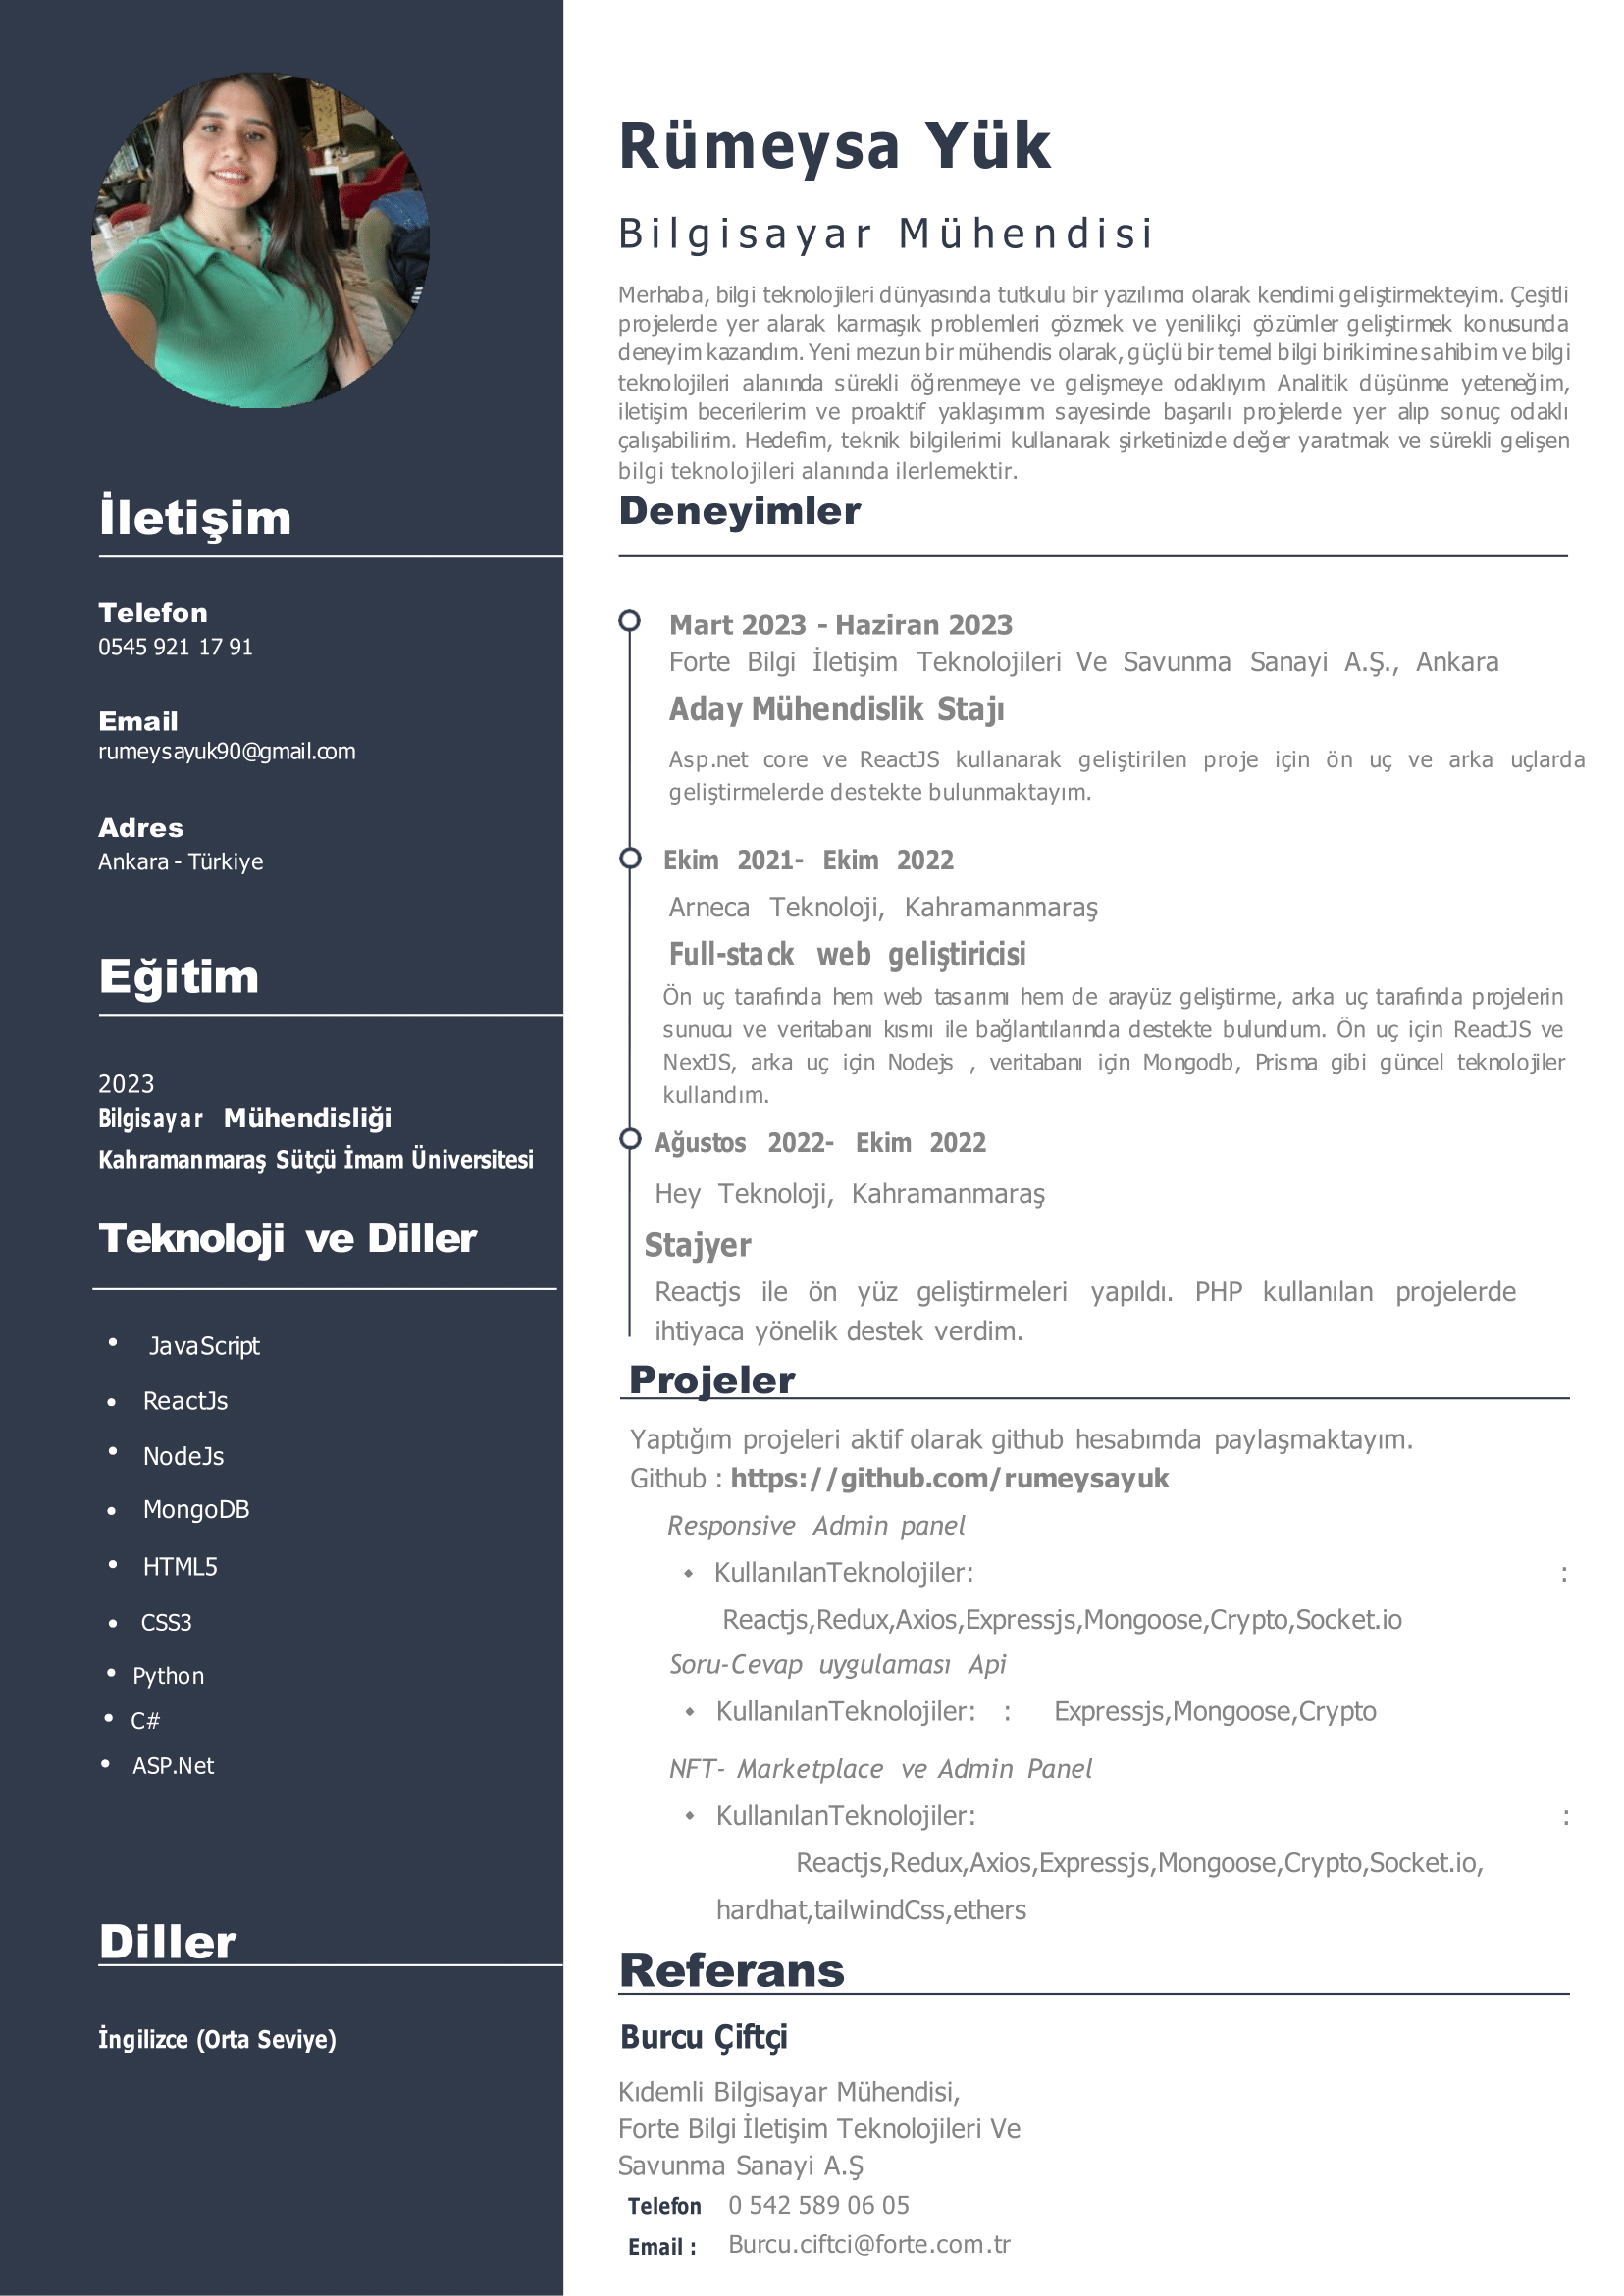 İletişim
Telefon
0545 921 17 91
Email
rumeysayuk90@gmail.com
Adres
Ankara - Türkiye
Eğitim
2023
Bilgisayar Mühendisliği
Kahramanmaraş Sütçü İmam Üniversitesi
Teknoloji ve Diller
• JavaScript
• ReactJs
• NodeJs
• MongoDB
• HTML5
• CSS3
• Python
• C#
• ASP.Net
Diller
İngilizce (Orta Seviye)
Rümeysa Yük
Bilgisayar Mühendisi
Merhaba, bilgi teknolojileri dünyasında tutkulu bir yazılımcı olarak kendimi geliştirmekteyim. Çeşitli
projelerde yer alarak karmaşık problemleri çözmek ve yenilikçi çözümler geliştirmek konusunda
deneyim kazandım. Yeni mezun bir mühendis olarak, güçlü bir temel bilgi birikimine sahibim ve bilgi
teknolojileri alanında sürekli öğrenmeye ve gelişmeye odaklıyım Analitik düşünme yeteneğim,
iletişim becerilerim ve proaktif yaklaşımım sayesinde başarılı projelerde yer alıp sonuç odaklı
çalışabilirim. Hedefim, teknik bilgilerimi kullanarak şirketinizde değer yaratmak ve sürekli gelişen
bilgi teknolojileri alanında ilerlemektir.
Deneyimler
Mart 2023 - Haziran 2023
Forte Bilgi İletişim Teknolojileri Ve Savunma Sanayi A.Ş., Ankara
Aday Mühendislik Stajı
Asp.net core ve ReactJS kullanarak geliştirilen proje için ön uç ve arka uçlarda
geliştirmelerde destekte bulunmaktayım.
Ekim 2021- Ekim 2022
Arneca Teknoloji, Kahramanmaraş
Full-stack web geliştiricisi
Ön uç tarafında hem web tasarımı hem de arayüz geliştirme, arka uç tarafında projelerin
sunucu ve veritabanı kısmı ile bağlantılarında destekte bulundum. Ön uç için ReactJS ve
NextJS, arka uç için Nodejs , veritabanı için Mongodb, Prisma gibi güncel teknolojiler
kullandım.
Ağustos 2022- Ekim 2022
Hey Teknoloji, Kahramanmaraş
Stajyer
Reactjs ile ön yüz geliştirmeleri yapıldı. PHP kullanılan projelerde
ihtiyaca yönelik destek verdim.
Projeler
Yaptığım projeleri aktif olarak github hesabımda paylaşmaktayım.
Github : https://github.com/rumeysayuk
Responsive Admin panel
• KullanılanTeknolojiler: :
Reactjs,Redux,Axios,Expressjs,Mongoose,Crypto,Socket.io
Soru-Cevap uygulaması Api
• KullanılanTeknolojiler: : Expressjs,Mongoose,Crypto
NFT- Marketplace ve Admin Panel
• KullanılanTeknolojiler: :
Reactjs,Redux,Axios,Expressjs,Mongoose,Crypto,Socket.io,
hardhat,tailwindCss,ethers
Referans
Burcu Çiftçi
Kıdemli Bilgisayar Mühendisi,
Forte Bilgi İletişim Teknolojileri Ve
Savunma Sanayi A.Ş
Telefon 0 542 589 06 05
Email : Burcu.ciftci@forte.com.tr